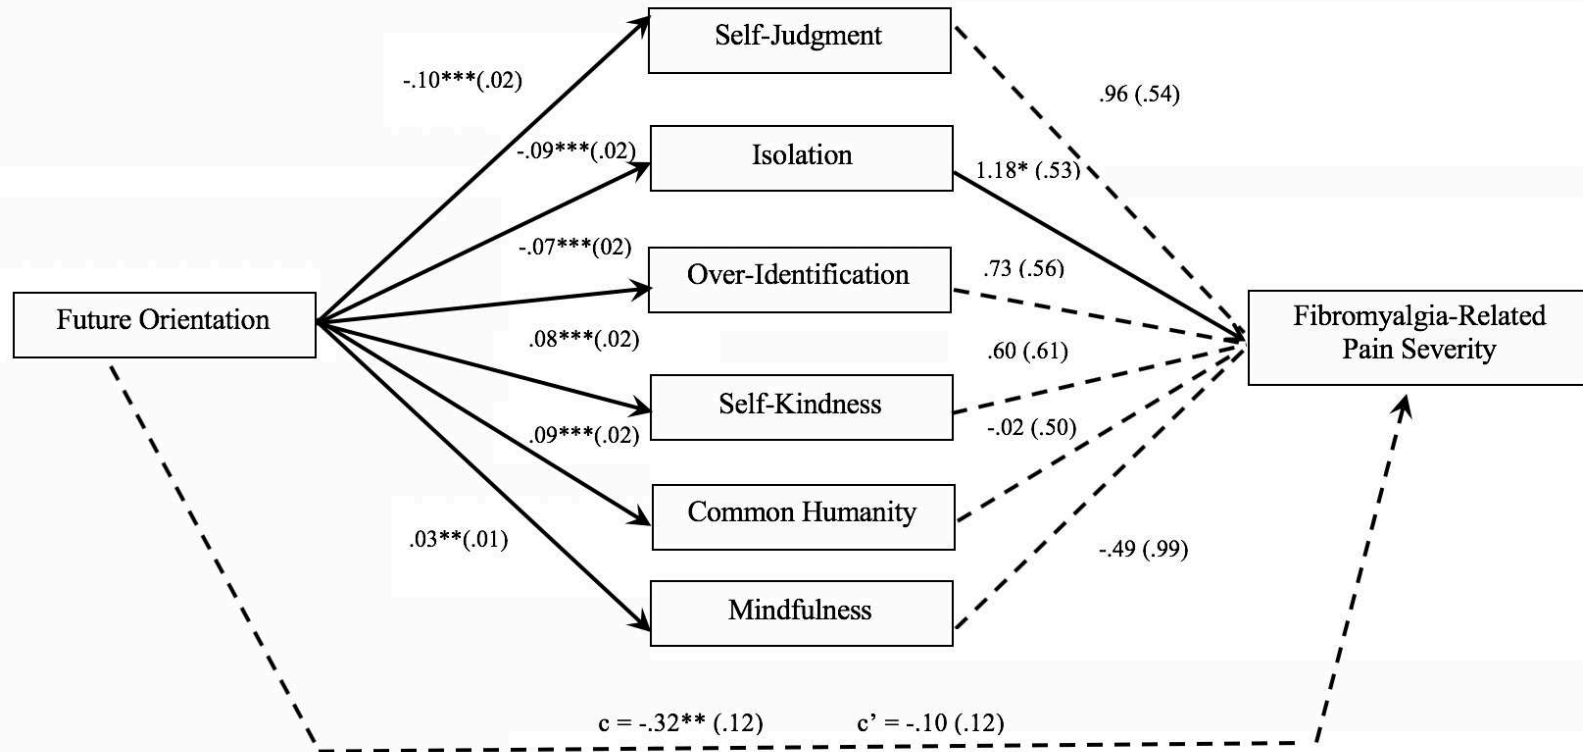 Self-Judgment
-.10***(.02)
.96 (.54)
-.09***(.02)
Isolation
1.18* (.53)
-.07***(02)
Over-Identification
.73 (.56)
Future Orientation
Fibromyalgia-Related
Pain Severity
.08***(.02)
.60 (.61)
Self-Kindness
.09***(.02)
-.02 (.50)
Common Humanity
.03**(.01)
-.49 (.99)
Mindfulness
c = -.32** (.12)
c’ = -.10 (.12)